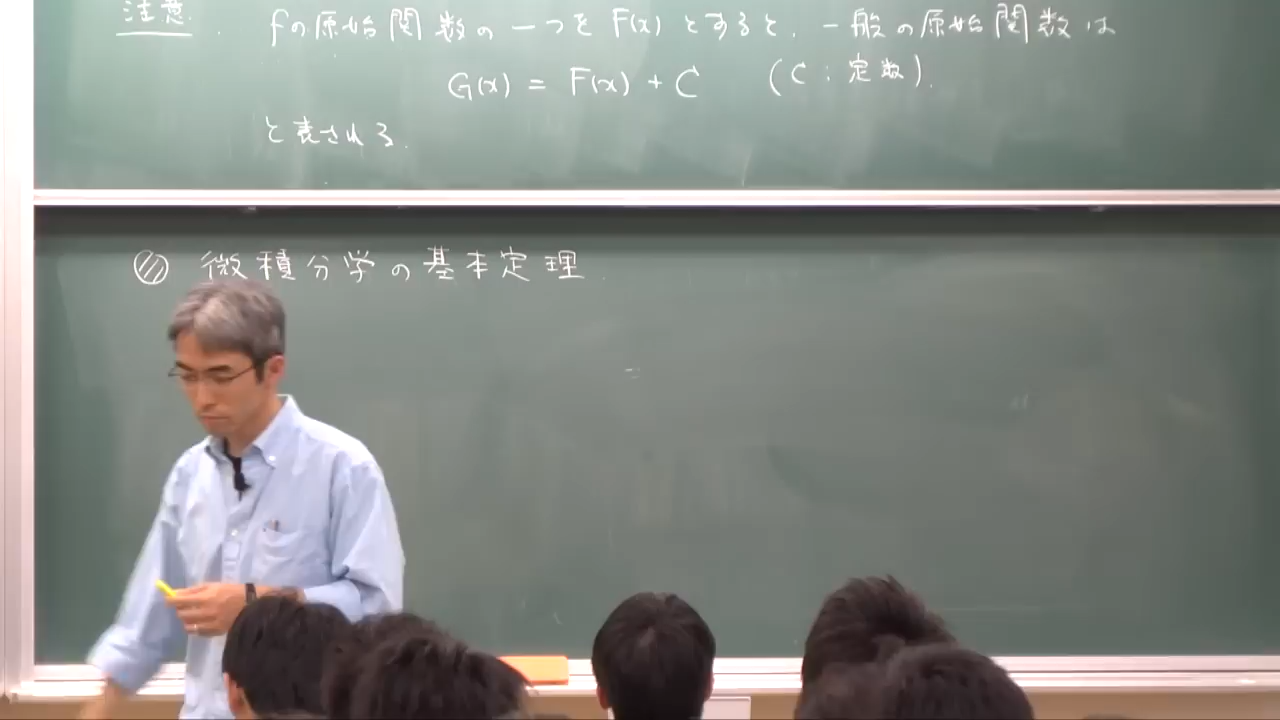 注意. fの原始関数の一つを F(x) とすると、一般の原始関数は
G(x) = F(x) + C (C : 定数).
と表される.
微積分学の基本定理.